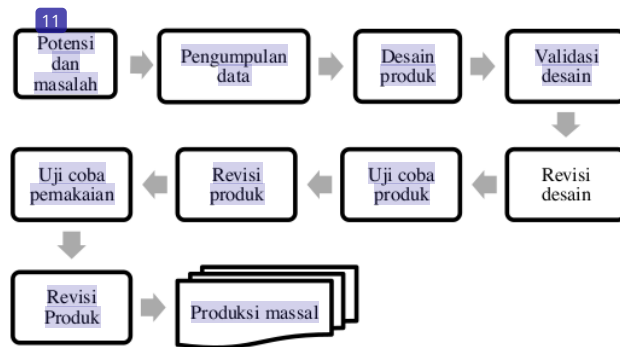 11
Potensi
dan
masalah
Pengumpulan
data
Desain
produk
Validasi
desain
Revisi
desain
Uji coba
produk
Revisi
produk
Uji coba
pemakaian
Revisi
Produk
Produksi massal